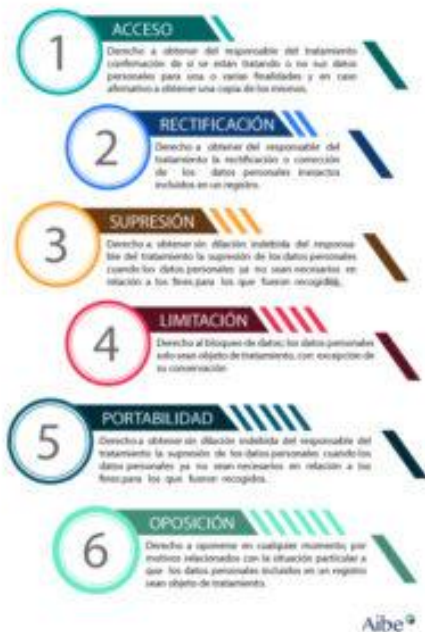 1
ACCESO
Derecho a obtener del responsable del tratamiento
confirmación de si se están tratando o no sus datos
personales para una o varias finalidades y en caso
afirmativo a obtener una copia de los mismos.
2
RECTIFICACIÓN
Derecho a obtener del responsable del
tratamiento la rectificación o corrección
de los datos personales inexactos
incluidos en un registro.
3
SUPRESIÓN
Derecho a obtener sin dilación indebida del responsa-
ble del tratamiento la supresión de los datos personales
cuando los datos personales ya no sean necesarios en
relación a los fines para los que fueron recogidos.
4
LIMITACIÓN
Derecho al bloqueo de datos; los datos personales
solo sean objeto de tratamiento, con excepción de
su conservación
5
PORTABILIDAD
Derecho a obtener sin dilación indebida del responsable del
tratamiento la supresión de los datos personales cuando los
datos personales ya no sean necesarios en relación a los
fines para los que fueron recogidos.
6
OPOSICIÓN
Derecho a oponerse en cualquier momento, por
motivos relacionados con la situación particular a
que los datos personales incluidos en un registro
sean objeto de tratamiento.
Aibe